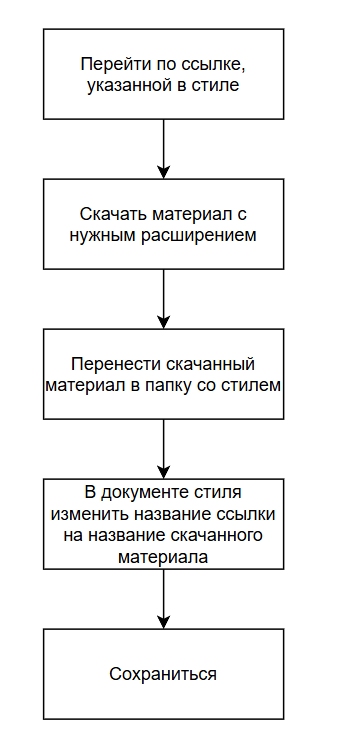 Перейти по ссылке,
указанной в стиле
Скачать материал с
нужным расширением
Перенести скачанный
материал в папку со стилем
В документе стиля
изменить название ссылки
на название скачанного
материала
Сохраниться